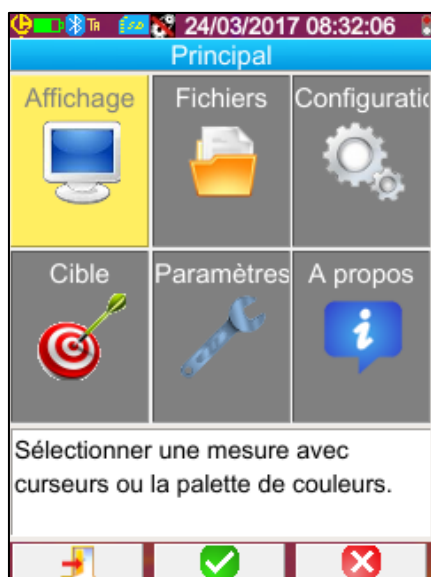 TA 24/03/2017 08:32:06
Principal
Affichage Fichiers Configuratio
Cible Paramètres A propos
Sélectionner une mesure avec
curseurs ou la palette de couleurs.